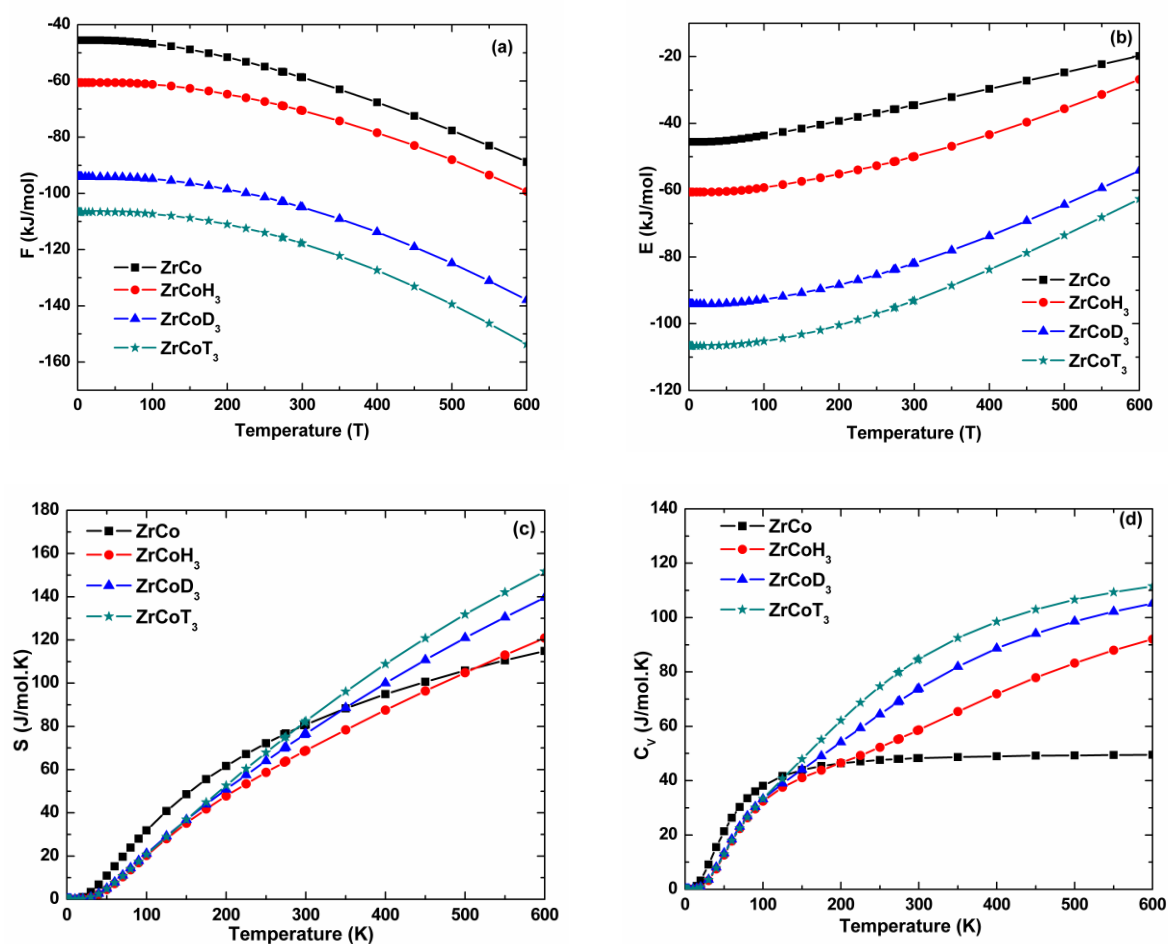 (a)
F (kJ/mol)
-40
-60
-80
-100
-120
-140
-160
ZrCo
ZrCoH₃
ZrCoD₃
ZrCoT₃
0 100 200 300 400 500 600
Temperature (T)
(b)
E (kJ/mol)
-20
-40
-60
-80
-100
-120
ZrCo
ZrCoH₃
ZrCoD₃
ZrCoT₃
0 100 200 300 400 500 600
Temperature (T)
(c)
S (J/mol.K)
180
160
140
120
100
80
60
40
20
0
ZrCo
ZrCoH₃
ZrCoD₃
ZrCoT₃
0 100 200 300 400 500 600
Temperature (K)
(d)
Cᵥ (J/mol.K)
140
120
100
80
60
40
20
0
ZrCo
ZrCoH₃
ZrCoD₃
ZrCoT₃
0 100 200 300 400 500 600
Temperature (K)